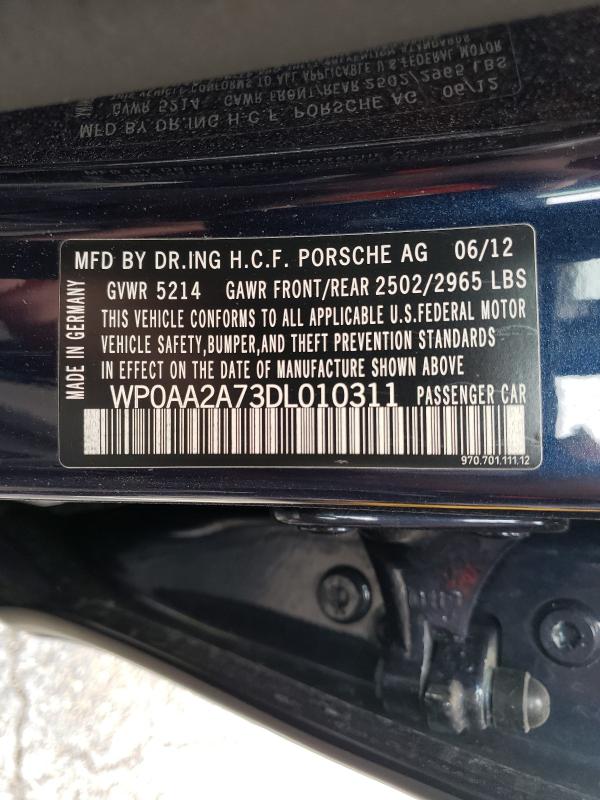 MFD BY DR.ING H.C.F. PORSCHE AG 06/12
GVWR 5214 GAWR FRONT/REAR 2502/2965 LBS
THIS VEHICLE CONFORMS TO ALL APPLICABLE U.S.FEDERAL MOTOR
VEHICLE SAFETY,BUMPER,AND THEFT PREVENTION STANDARDS
IN EFFECT ON THE DATE OF MANUFACTURE SHOWN ABOVE
WP0AA2A73DL010311 PASSENGER CAR
970.701.111.12
MADE IN GERMANY